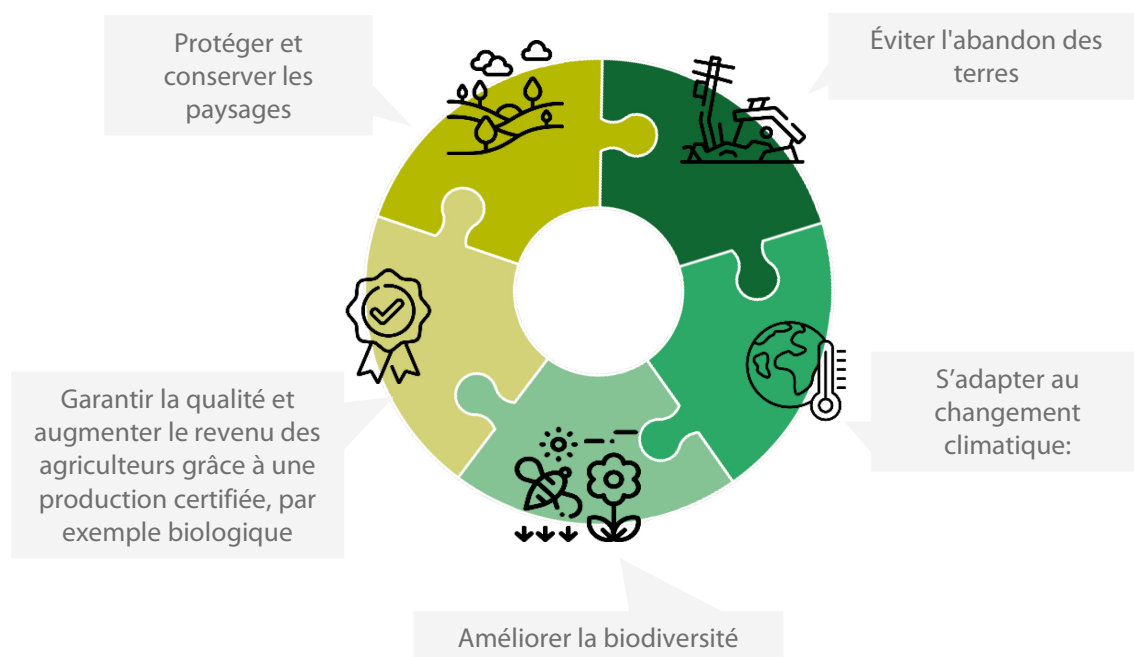 Protéger et
conserver les
paysages
Éviter l'abandon des
terres
S’adapter au
changement
climatique:
Garantir la qualité et
augmenter le revenu des
agriculteurs grâce à une
production certifiée, par
exemple biologique
Améliorer la biodiversité